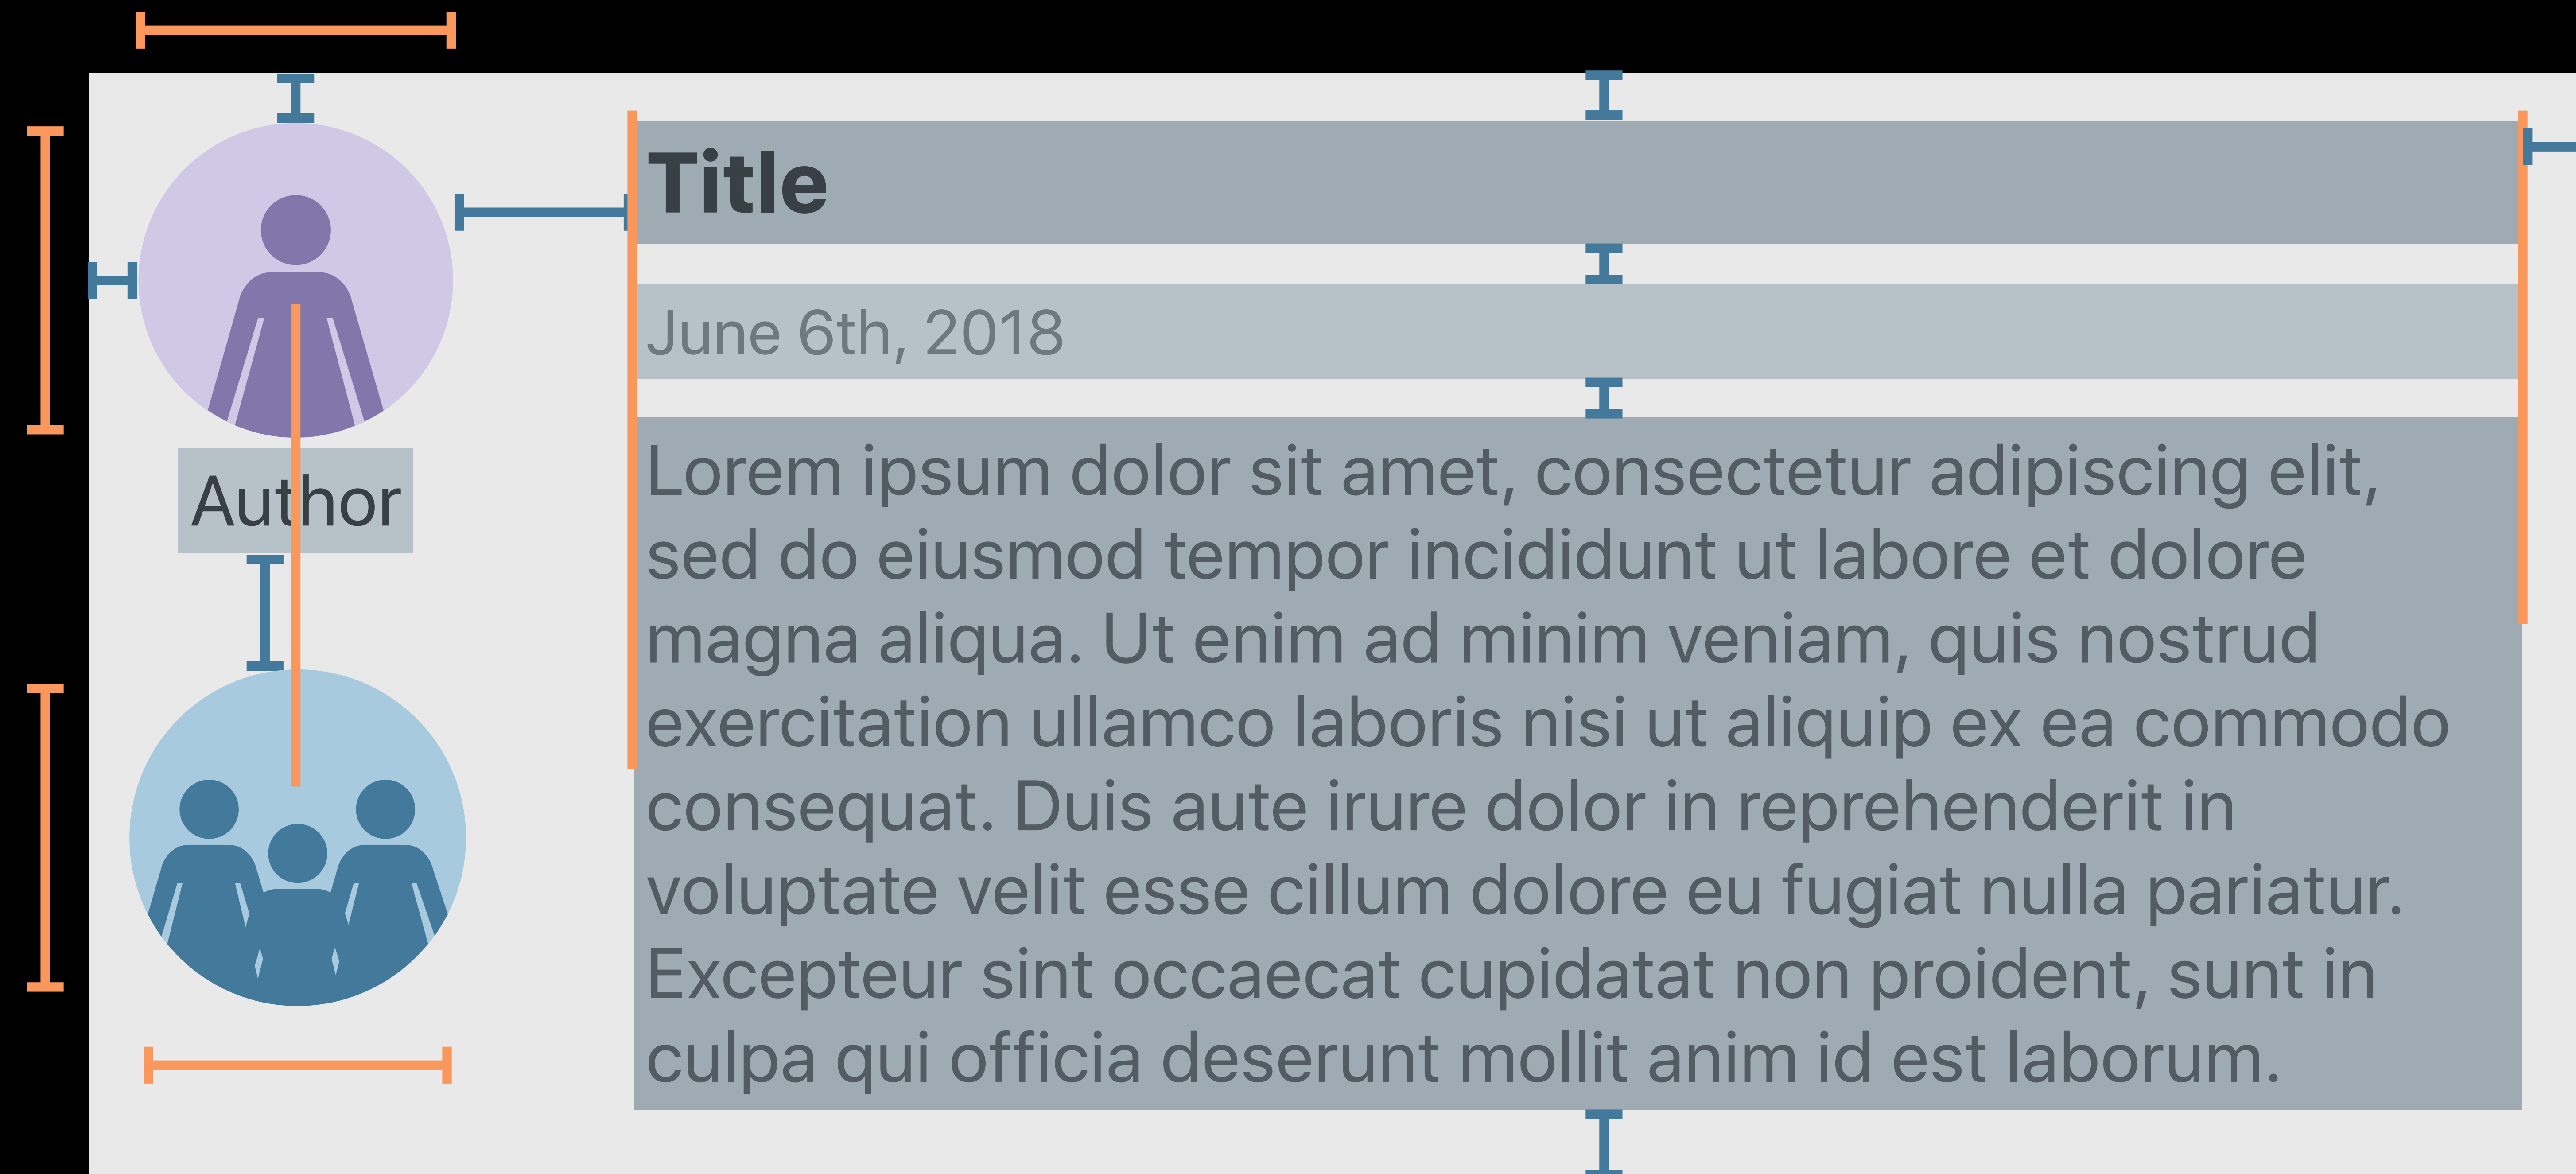 Title
June 6th, 2018
Author
Lorem ipsum dolor sit amet, consectetur adipiscing elit,
sed do eiusmod tempor incididunt ut labore et dolore
magna aliqua. Ut enim ad minim veniam, quis nostrud
exercitation ullamco laboris nisi ut aliquip ex ea commodo
consequat. Duis aute irure dolor in reprehenderit in
voluptate velit esse cillum dolore eu fugiat nulla pariatur.
Excepteur sint occaecat cupidatat non proident, sunt in
culpa qui officia deserunt mollit anim id est laborum.